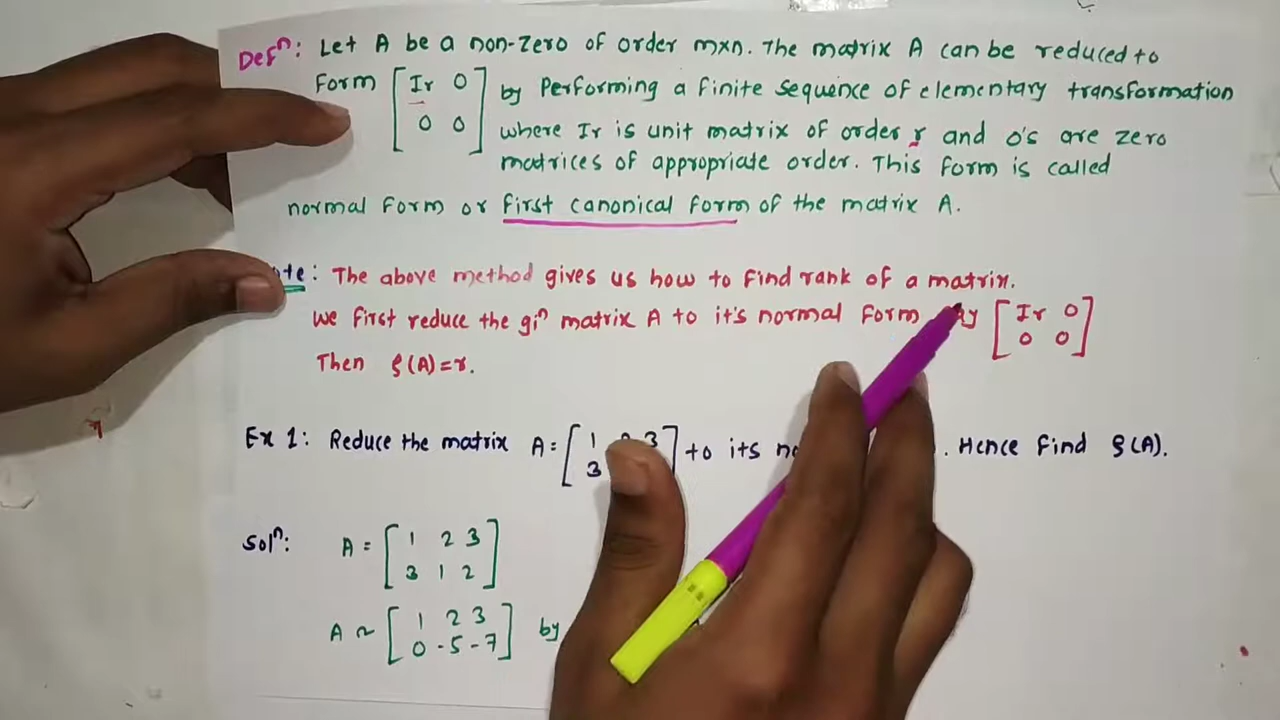 Defⁿ: Let A be a non-zero of order mxn. The matrix A can be reduced to
Form [Ir 0
0 0] by Performing a finite sequence of elementary transformation
where Ir is unit matrix of order r and 0's are zero
matrices of appropriate order. This form is called
normal form or first canonical form of the matrix A.
The above method gives us how to find rank of a matrix.
We first reduce the giⁿ matrix A to it's normal form [Ir 0
0 0]
Then ρ(A)=r.
Ex 1: Reduce the matrix A = [1 3
3 ] to its . Hence find ρ(A).
Solⁿ: A = [1 2 3
3 1 2]
A ~ [1 2 3
0 -5 -7] by